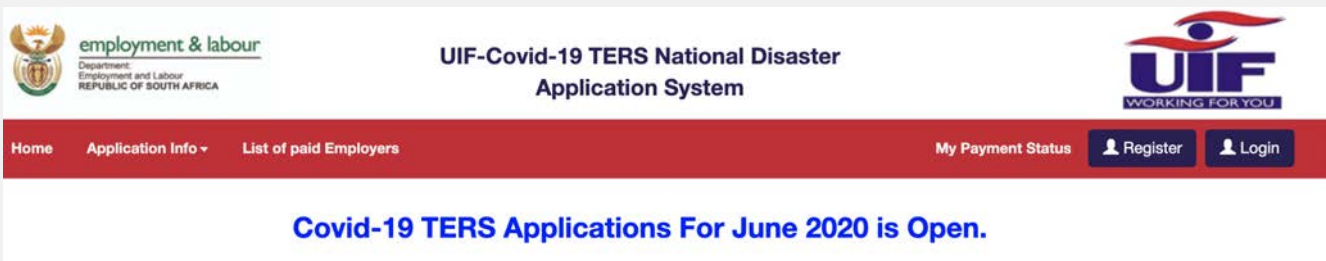 employment & labour
Department:
Employment and Labour
REPUBLIC OF SOUTH AFRICA
UIF-Covid-19 TERS National Disaster
Application System
UIF
WORKING FOR YOU
Home Application Info List of paid Employers My Payment Status Register Login
Covid-19 TERS Applications For June 2020 is Open.